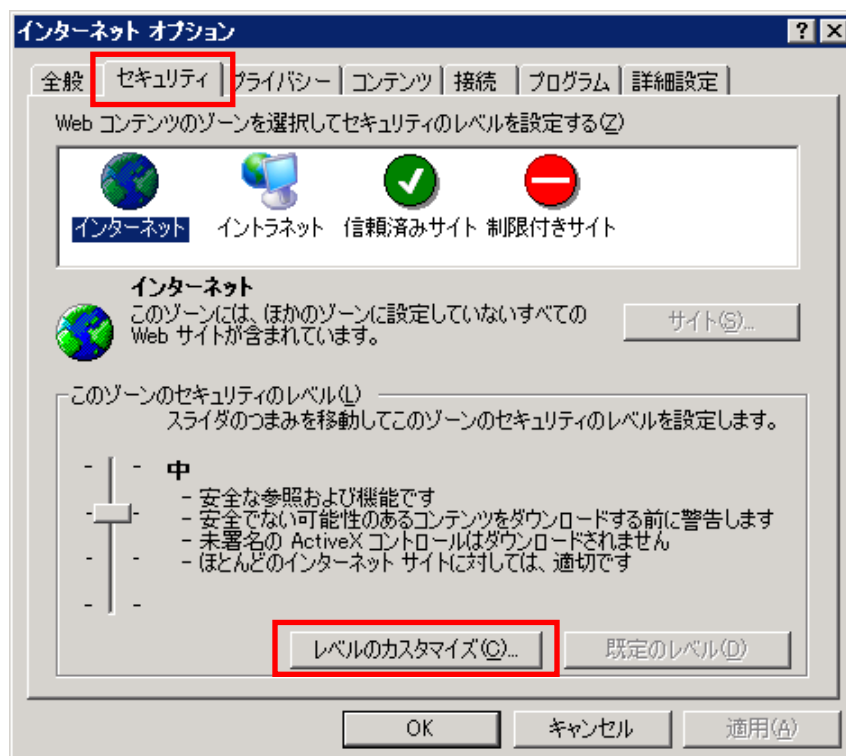 インターネット オプション
全般
セキュリティ
プライバシー
コンテンツ
接続
プログラム
詳細設定
Web コンテンツのゾーンを選択してセキュリティのレベルを設定する(Z)
インターネット
イントラネット
信頼済みサイト
制限付きサイト
インターネット
このゾーンには、ほかのゾーンに設定していないすべての
Web サイトが含まれています。
サイト(S)...
このゾーンのセキュリティのレベル(L)
スライダのつまみを移動してこのゾーンのセキュリティのレベルを設定します。
中
- 安全な参照および機能です
- 安全でない可能性のあるコンテンツをダウンロードする前に警告します
- 未署名の ActiveX コントロールはダウンロードされません
- ほとんどのインターネット サイトに対しては、適切です
レベルのカスタマイズ(C)...
既定のレベル(D)
OK
キャンセル
適用(A)